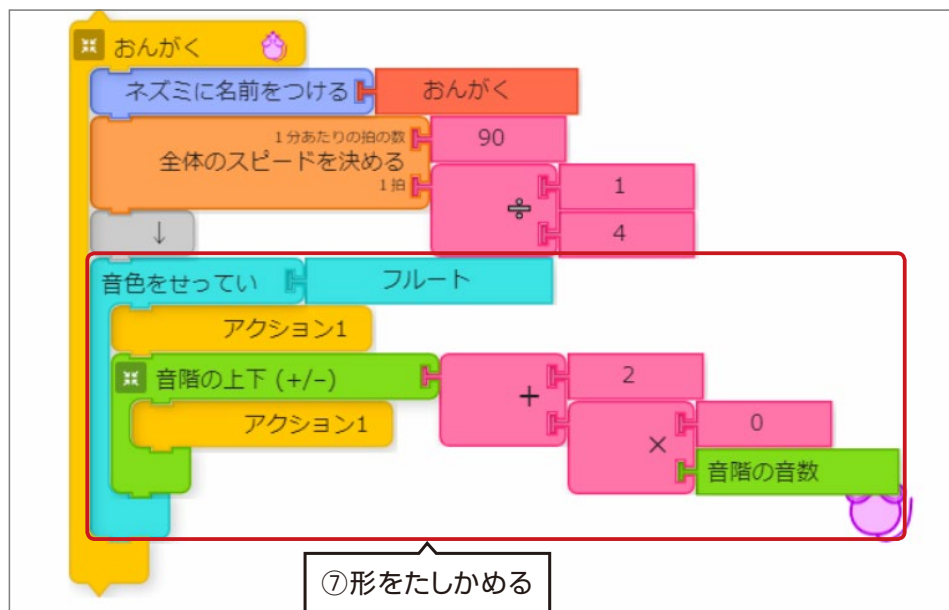 おんがく
ネズミに名前をつける おんがく
1分あたりの拍の数 90
全体のスピードを決める
1拍
÷ 1
4
↓
音色をせってい フルート
アクション1
音階の上下 (+/−) + 2
アクション1 × 0
音階の音数
⑦形をたしかめる